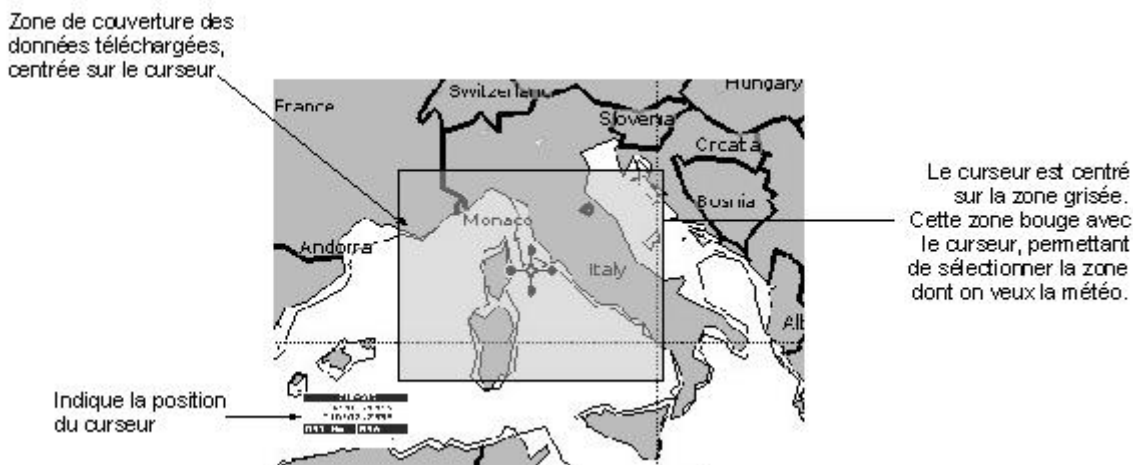 Zone de couverture des
données téléchargées,
centrée sur le curseur
Switzerland
Hungary
France
Slovenia
Croatia
Bosnia
Le curseur est centré
sur la zone grisée.
Cette zone bouge avec
le curseur, permettant
de sélectionner la zone
dont on veux la météo.
Monaco
Andorra
Italy
Alb
Indique la position
du curseur